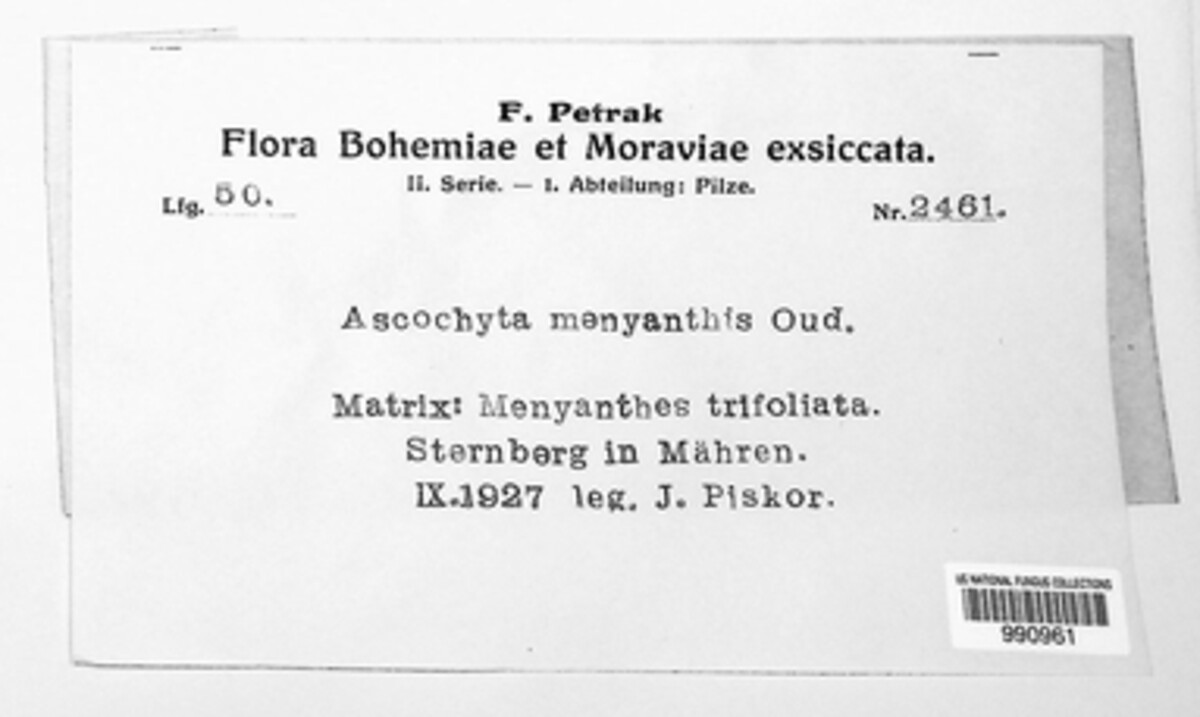 F. Petrak
Flora Bohemiae et Moraviae exsiccata.
II. Serie. — 1. Abteilung: Pilze.
Lfg. 50.
Nr. 2461.
Ascochyta menyanthis Oud.
Matrix: Menyanthes trifoliata.
Sternberg in Mähren.
IX.1927 leg. J. Piskor.
US NATIONAL FUNGUS COLLECTIONS
990961